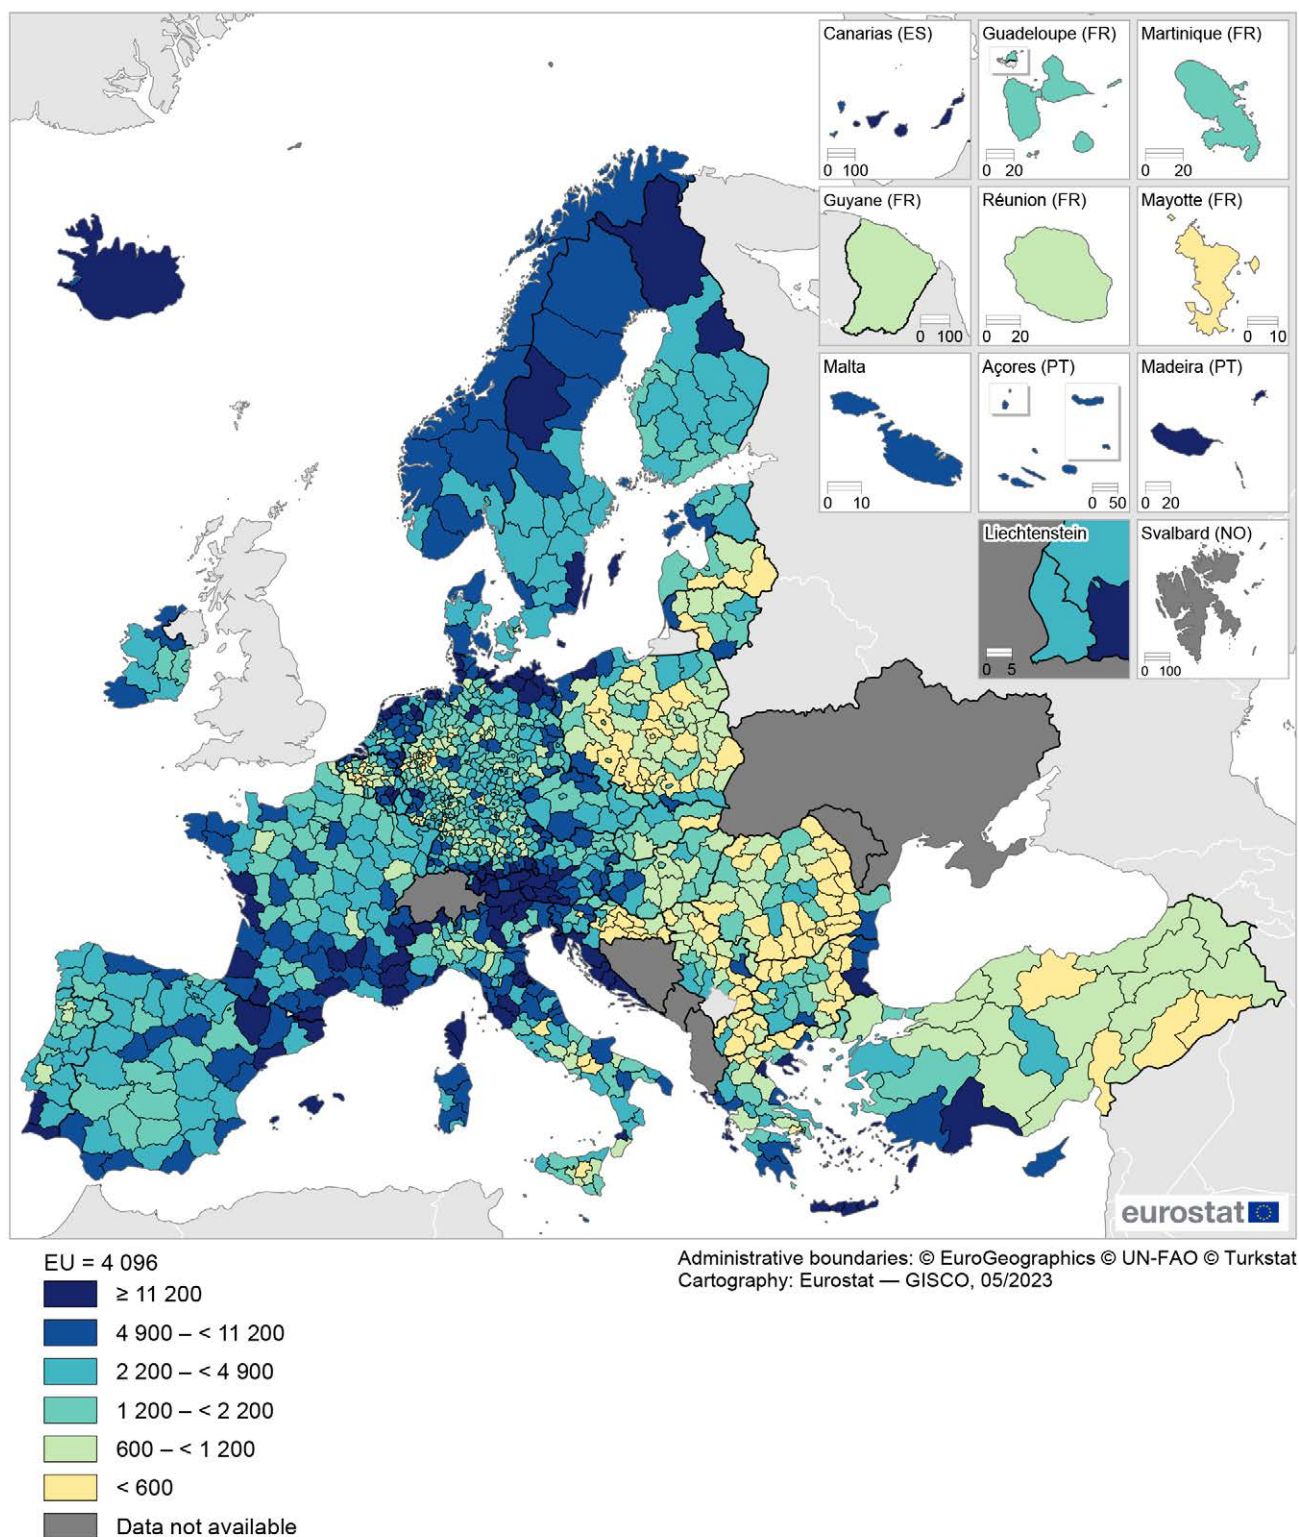 Canarias (ES)
0 100
Guadeloupe (FR)
0 20
Martinique (FR)
0 20
Guyane (FR)
0 100
Réunion (FR)
0 20
Mayotte (FR)
0 10
Malta
0 10
Açores (PT)
0 50
Madeira (PT)
0 20
Liechtenstein
0 5
Svalbard (NO)
0 100
eurostat
Administrative boundaries: © EuroGeographics © UN-FAO © Turkstat
Cartography: Eurostat — GISCO, 05/2023
EU = 4 096
≥ 11 200
4 900 – < 11 200
2 200 – < 4 900
1 200 – < 2 200
600 – < 1 200
< 600
Data not available